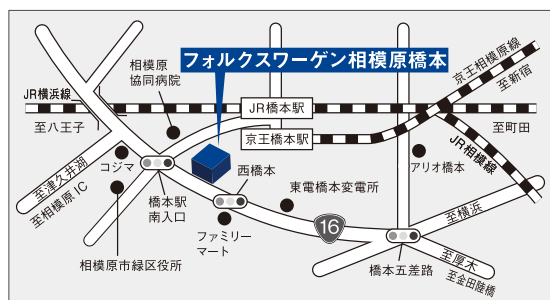 フォルクスワーゲン相模原橋本
相模原
協同病院
京王相模原線
至新宿
JR横浜線
JR橋本駅
至八王子
京王橋本駅
至町田
JR相模線
コジマ
アリオ橋本
西橋本
至津久井湖
至相模原IC
橋本駅
南入口
東電橋本変電所
至横浜
ファミリー
マート
16
相模原市緑区役所
橋本五差路
至厚木
至金田陸橋